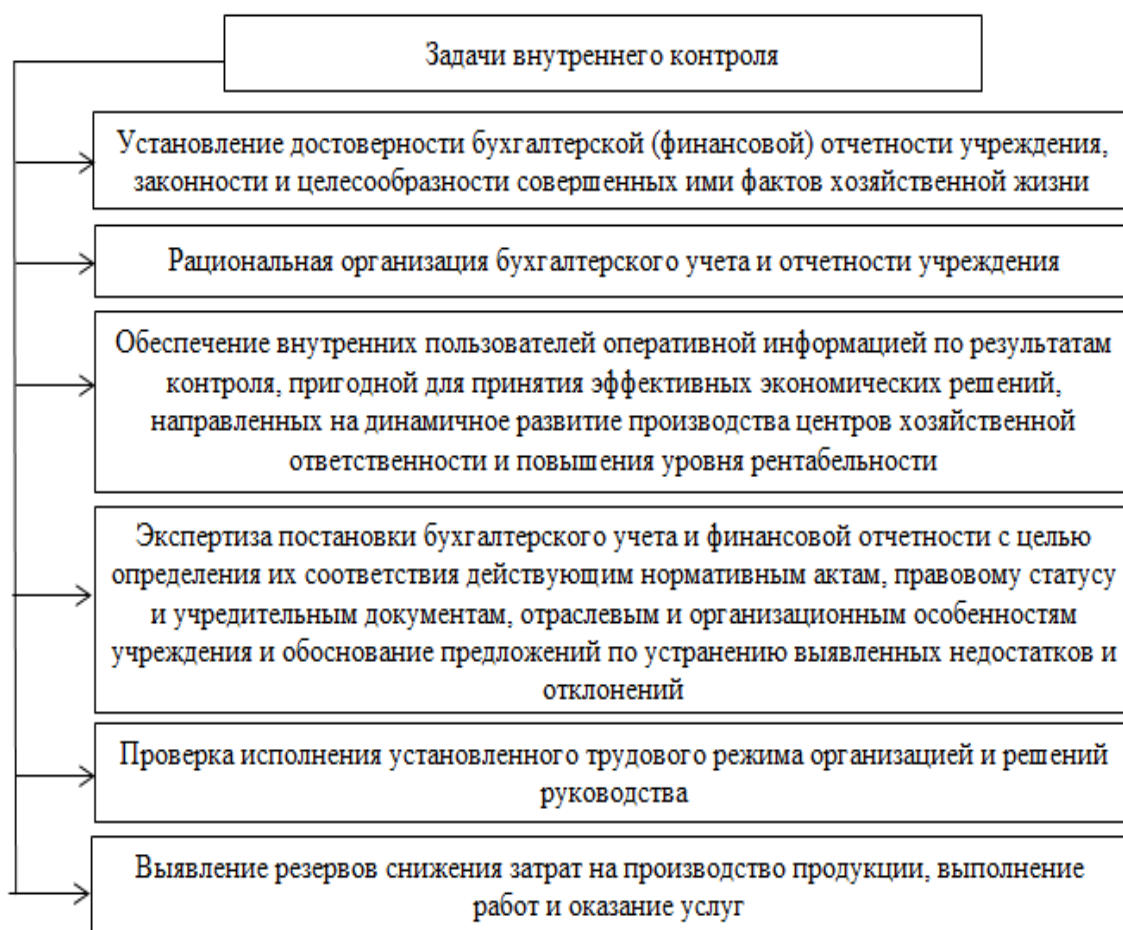 Задачи внутреннего контроля
Установление достоверности бухгалтерской (финансовой) отчетности учреждения,
законности и целесообразности совершенных ими фактов хозяйственной жизни
Рациональная организация бухгалтерского учета и отчетности учреждения
Обеспечение внутренних пользователей оперативной информацией по результатам
контроля, пригодной для принятия эффективных экономических решений,
направленных на динамичное развитие производства центров хозяйственной
ответственности и повышения уровня рентабельности
Экспертиза постановки бухгалтерского учета и финансовой отчетности с целью
определения их соответствия действующим нормативным актам, правовому статусу
и учредительным документам, отраслевым и организационным особенностям
учреждения и обоснование предложений по устранению выявленных недостатков и
отклонений
Проверка исполнения установленного трудового режима организацией и решений
руководства
Выявление резервов снижения затрат на производство продукции, выполнение
работ и оказание услуг